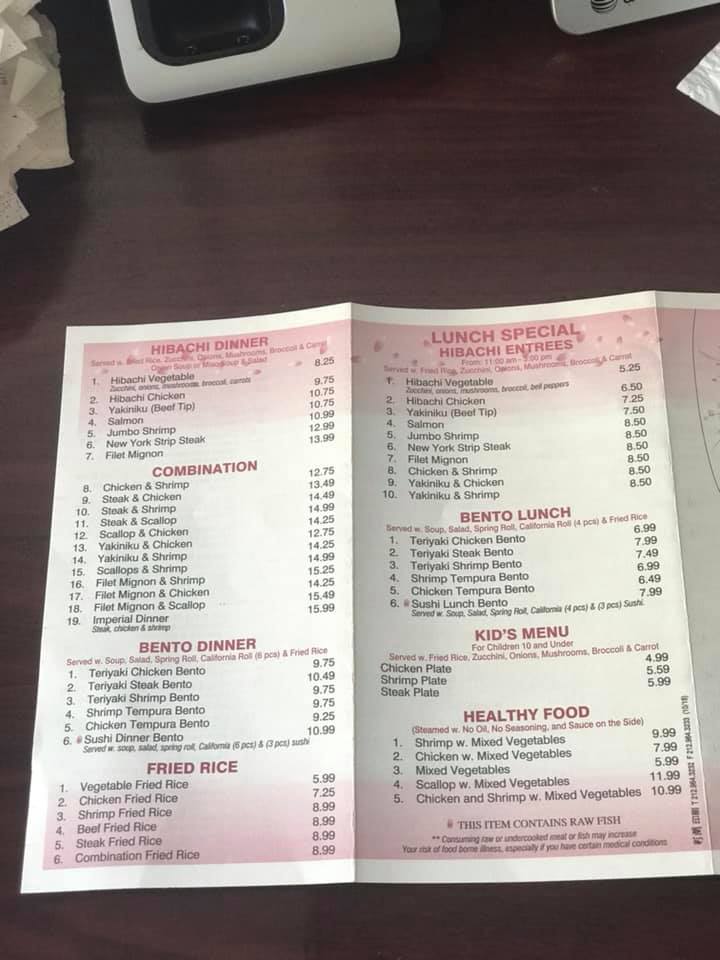 HIBACHI DINNER
Served w. Fried Rice, Zucchini, Onions, Mushrooms, Broccoli & Carrot
Onion Soup or Miso Soup & Salad
1. Hibachi Vegetable 8.25
Zucchini, onions, mushrooms, broccoli, carrots
2. Hibachi Chicken 9.75
3. Yakiniku (Beef Tip) 10.75
4. Salmon 10.75
5. Jumbo Shrimp 10.99
6. New York Strip Steak 12.99
7. Filet Mignon 13.99
COMBINATION
8. Chicken & Shrimp 12.75
9. Steak & Chicken 13.49
10. Steak & Shrimp 14.49
11. Steak & Scallop 14.99
12. Scallop & Chicken 14.25
13. Yakiniku & Chicken 12.75
14. Yakiniku & Shrimp 14.25
15. Scallops & Shrimp 14.99
16. Filet Mignon & Shrimp 15.25
17. Filet Mignon & Chicken 14.25
18. Filet Mignon & Scallop 15.49
19. Imperial Dinner 15.99
Steak, chicken & shrimp
BENTO DINNER
Served w. Soup, Salad, Spring Roll, California Roll (6 pcs) & Fried Rice
1. Teriyaki Chicken Bento 9.75
2. Teriyaki Steak Bento 10.49
3. Teriyaki Shrimp Bento 9.75
4. Shrimp Tempura Bento 9.75
5. Chicken Tempura Bento 9.25
6. Sushi Dinner Bento 10.99
Served w. soup, salad, spring roll, California (6 pcs) & (3 pcs) sushi
FRIED RICE
1. Vegetable Fried Rice 5.99
2. Chicken Fried Rice 7.25
3. Shrimp Fried Rice 8.99
4. Beef Fried Rice 8.99
5. Steak Fried Rice 8.99
6. Combination Fried Rice 8.99
LUNCH SPECIAL
HIBACHI ENTREES
From: 11:00 am - 3:00 pm
Served w. Fried Rice, Zucchini, Onions, Mushrooms, Broccoli & Carrot
1. Hibachi Vegetable 5.25
Zucchini, onions, mushrooms, broccoli, bell peppers
2. Hibachi Chicken 6.50
3. Yakiniku (Beef Tip) 7.25
4. Salmon 7.50
5. Jumbo Shrimp 8.50
6. New York Strip Steak 8.50
7. Filet Mignon 8.50
8. Chicken & Shrimp 8.50
9. Yakiniku & Chicken 8.50
10. Yakiniku & Shrimp 8.50
BENTO LUNCH
Served w. Soup, Salad, Spring Roll, California Roll (4 pcs) & Fried Rice
1. Teriyaki Chicken Bento 6.99
2. Teriyaki Steak Bento 7.99
3. Teriyaki Shrimp Bento 7.49
4. Shrimp Tempura Bento 6.99
5. Chicken Tempura Bento 6.49
6. Sushi Lunch Bento 7.99
Served w. Soup, Salad, Spring Roll, California (4 pcs) & (3 pcs) Sushi.
KID'S MENU
For Children 10 and Under
Served w. Fried Rice, Zucchini, Onions, Mushrooms, Broccoli & Carrot
Chicken Plate 4.99
Shrimp Plate 5.59
Steak Plate 5.99
HEALTHY FOOD
(Steamed w. No Oil, No Seasoning, and Sauce on the Side)
1. Shrimp w. Mixed Vegetables 9.99
2. Chicken w. Mixed Vegetables 7.99
3. Mixed Vegetables 5.99
4. Scallop w. Mixed Vegetables 11.99
5. Chicken and Shrimp w. Mixed Vegetables 10.99
THIS ITEM CONTAINS RAW FISH
** Consuming raw or undercooked meat or fish may increase
Your risk of food borne illness, especially if you have certain medical conditions
T 212.964.3232 F 212.964.3233 (10/18)